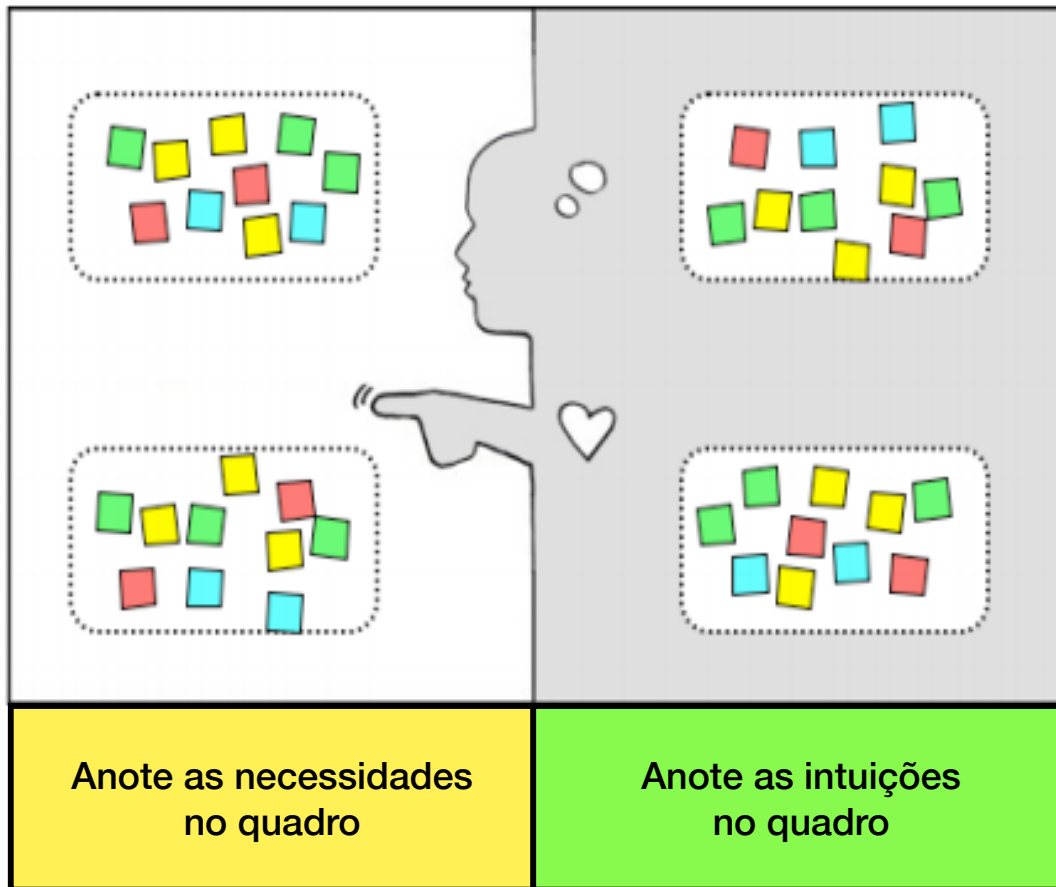 Anote as necessidades
no quadro
Anote as intuições
no quadro